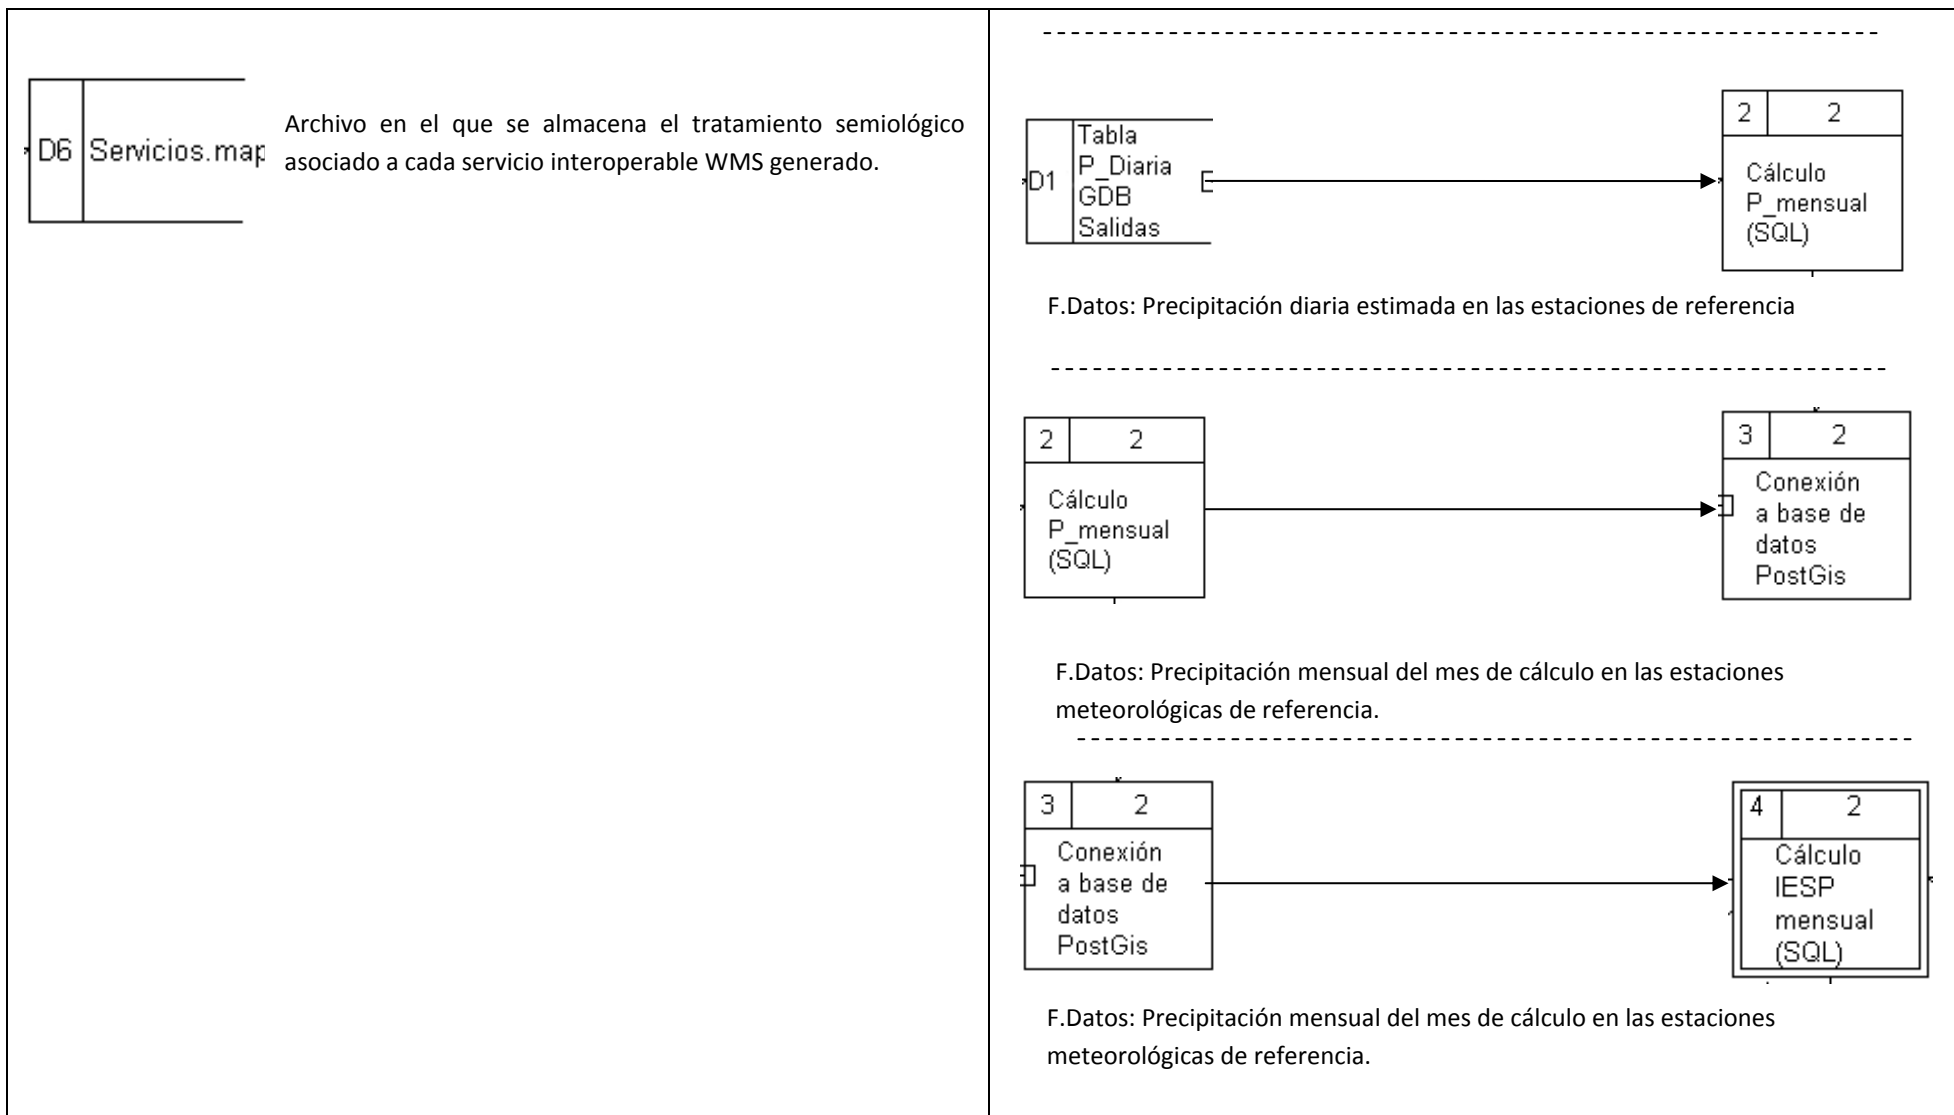 D6
Servicios.map
Archivo en el que se almacena el tratamiento semiológico
asociado a cada servicio interoperable WMS generado.
D1
Tabla
P_Diaria
GDB
Salidas
2 2
Cálculo
P_mensual
(SQL)
F.Datos: Precipitación diaria estimada en las estaciones de referencia
2 2
Cálculo
P_mensual
(SQL)
3 2
Conexión
a base de
datos
PostGis
F.Datos: Precipitación mensual del mes de cálculo en las estaciones
meteorológicas de referencia.
3 2
Conexión
a base de
datos
PostGis
4 2
Cálculo
IESP
mensual
(SQL)
F.Datos: Precipitación mensual del mes de cálculo en las estaciones
meteorológicas de referencia.